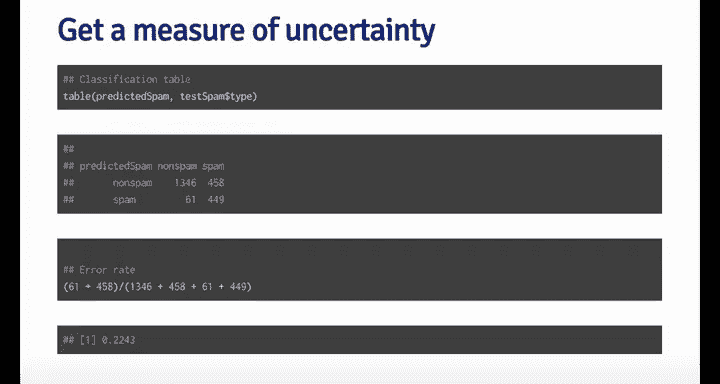 Get a measure of uncertainty
## Classification table
table(predictedSpam, testSpam$type)
##
## predictedSpam nonspam spam
##       nonspam    1346  458
##       spam         61  449
## Error rate
(61 + 458)/(1346 + 458 + 61 + 449)
## [1] 0.2243